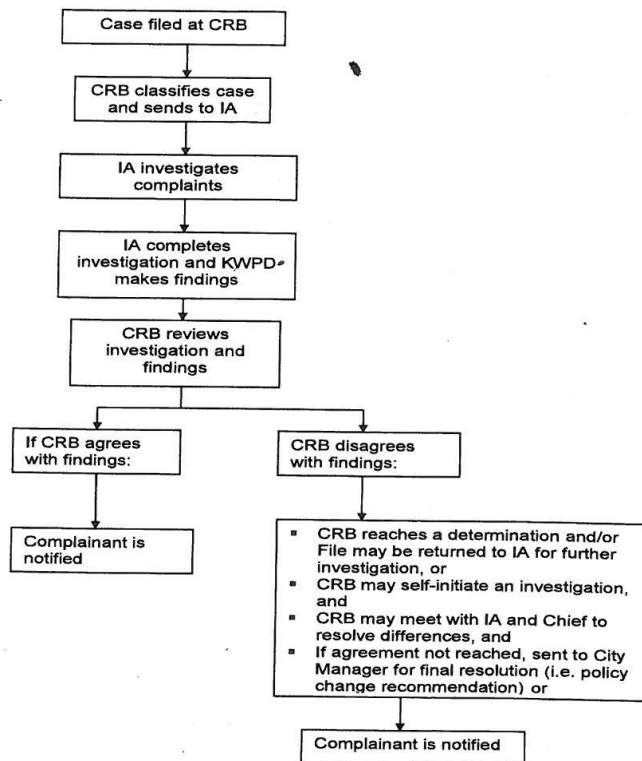 Case filed at CRB
CRB classifies case
and sends to IA
IA investigates
complaints
IA completes
investigation and KWPD
makes findings
CRB reviews
investigation and
findings
If CRB agrees
with findings:
CRB disagrees
with findings:
Complainant is
notified
▪ CRB reaches a determination and/or
File may be returned to IA for further
investigation, or
▪ CRB may self-initiate an investigation,
and
▪ CRB may meet with IA and Chief to
resolve differences, and
▪ If agreement not reached, sent to City
Manager for final resolution (i.e. policy
change recommendation) or
Complainant is notified